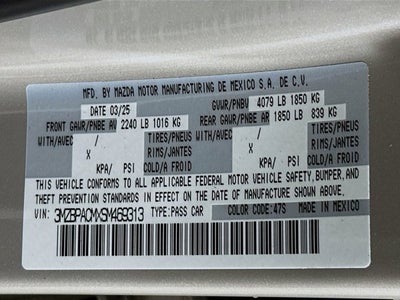 MFD. BY MAZDA MOTOR MANUFACTURING DE MEXICO S.A. DE C.V.
DATE 03/25 GVWR/PNBV 4079 LB 1850 KG
FRONT GAWR/PNBE AV 2240 LB 1016 KG REAR GAWR/PNBE AR 1850 LB 839 KG
WITH/AVEC / TIRES/PNEUS WITH/AVEC / TIRES/PNEUS
X RIMS/JANTES X RIMS/JANTES
KPA/ PSI COLD/A FROID KPA/ PSI COLD/A FROID
THIS VEHICLE CONFORMS TO ALL APPLICABLE FEDERAL MOTOR VEHICLE SAFETY, BUMPER, AND
THEFT PREVENTION STANDARDS IN EFFECT ON THE DATE OF MANUFACTURE SHOWN ABOVE.
VIN: 3MZBPACMXSM469313 TYPE: PASS CAR COLOR CODE: 47S MADE IN MEXICO